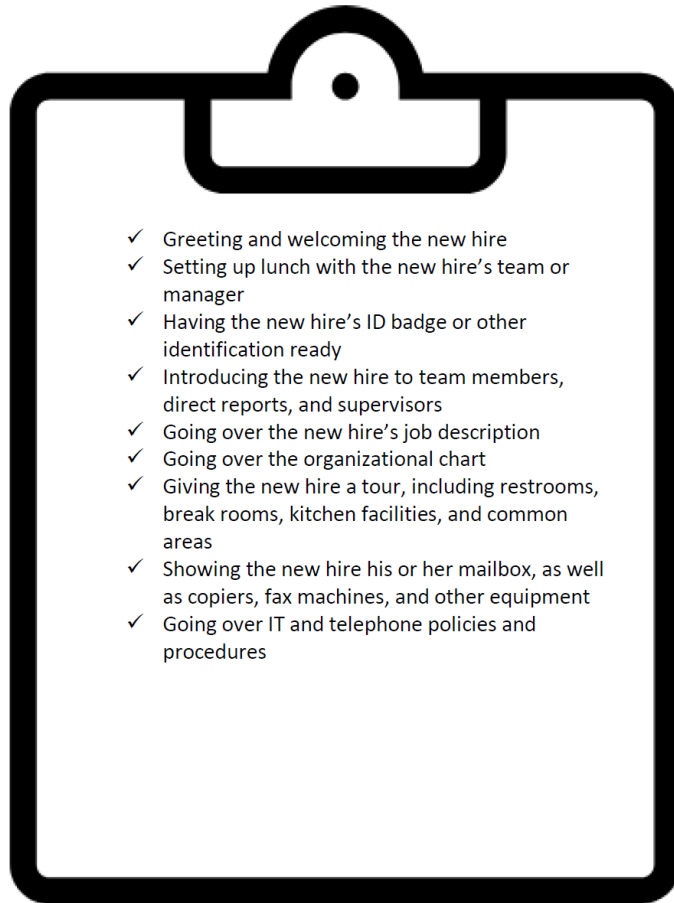 ✓ Greeting and welcoming the new hire
✓ Setting up lunch with the new hire’s team or
manager
✓ Having the new hire’s ID badge or other
identification ready
✓ Introducing the new hire to team members,
direct reports, and supervisors
✓ Going over the new hire’s job description
✓ Going over the organizational chart
✓ Giving the new hire a tour, including restrooms,
break rooms, kitchen facilities, and common
areas
✓ Showing the new hire his or her mailbox, as well
as copiers, fax machines, and other equipment
✓ Going over IT and telephone policies and
procedures